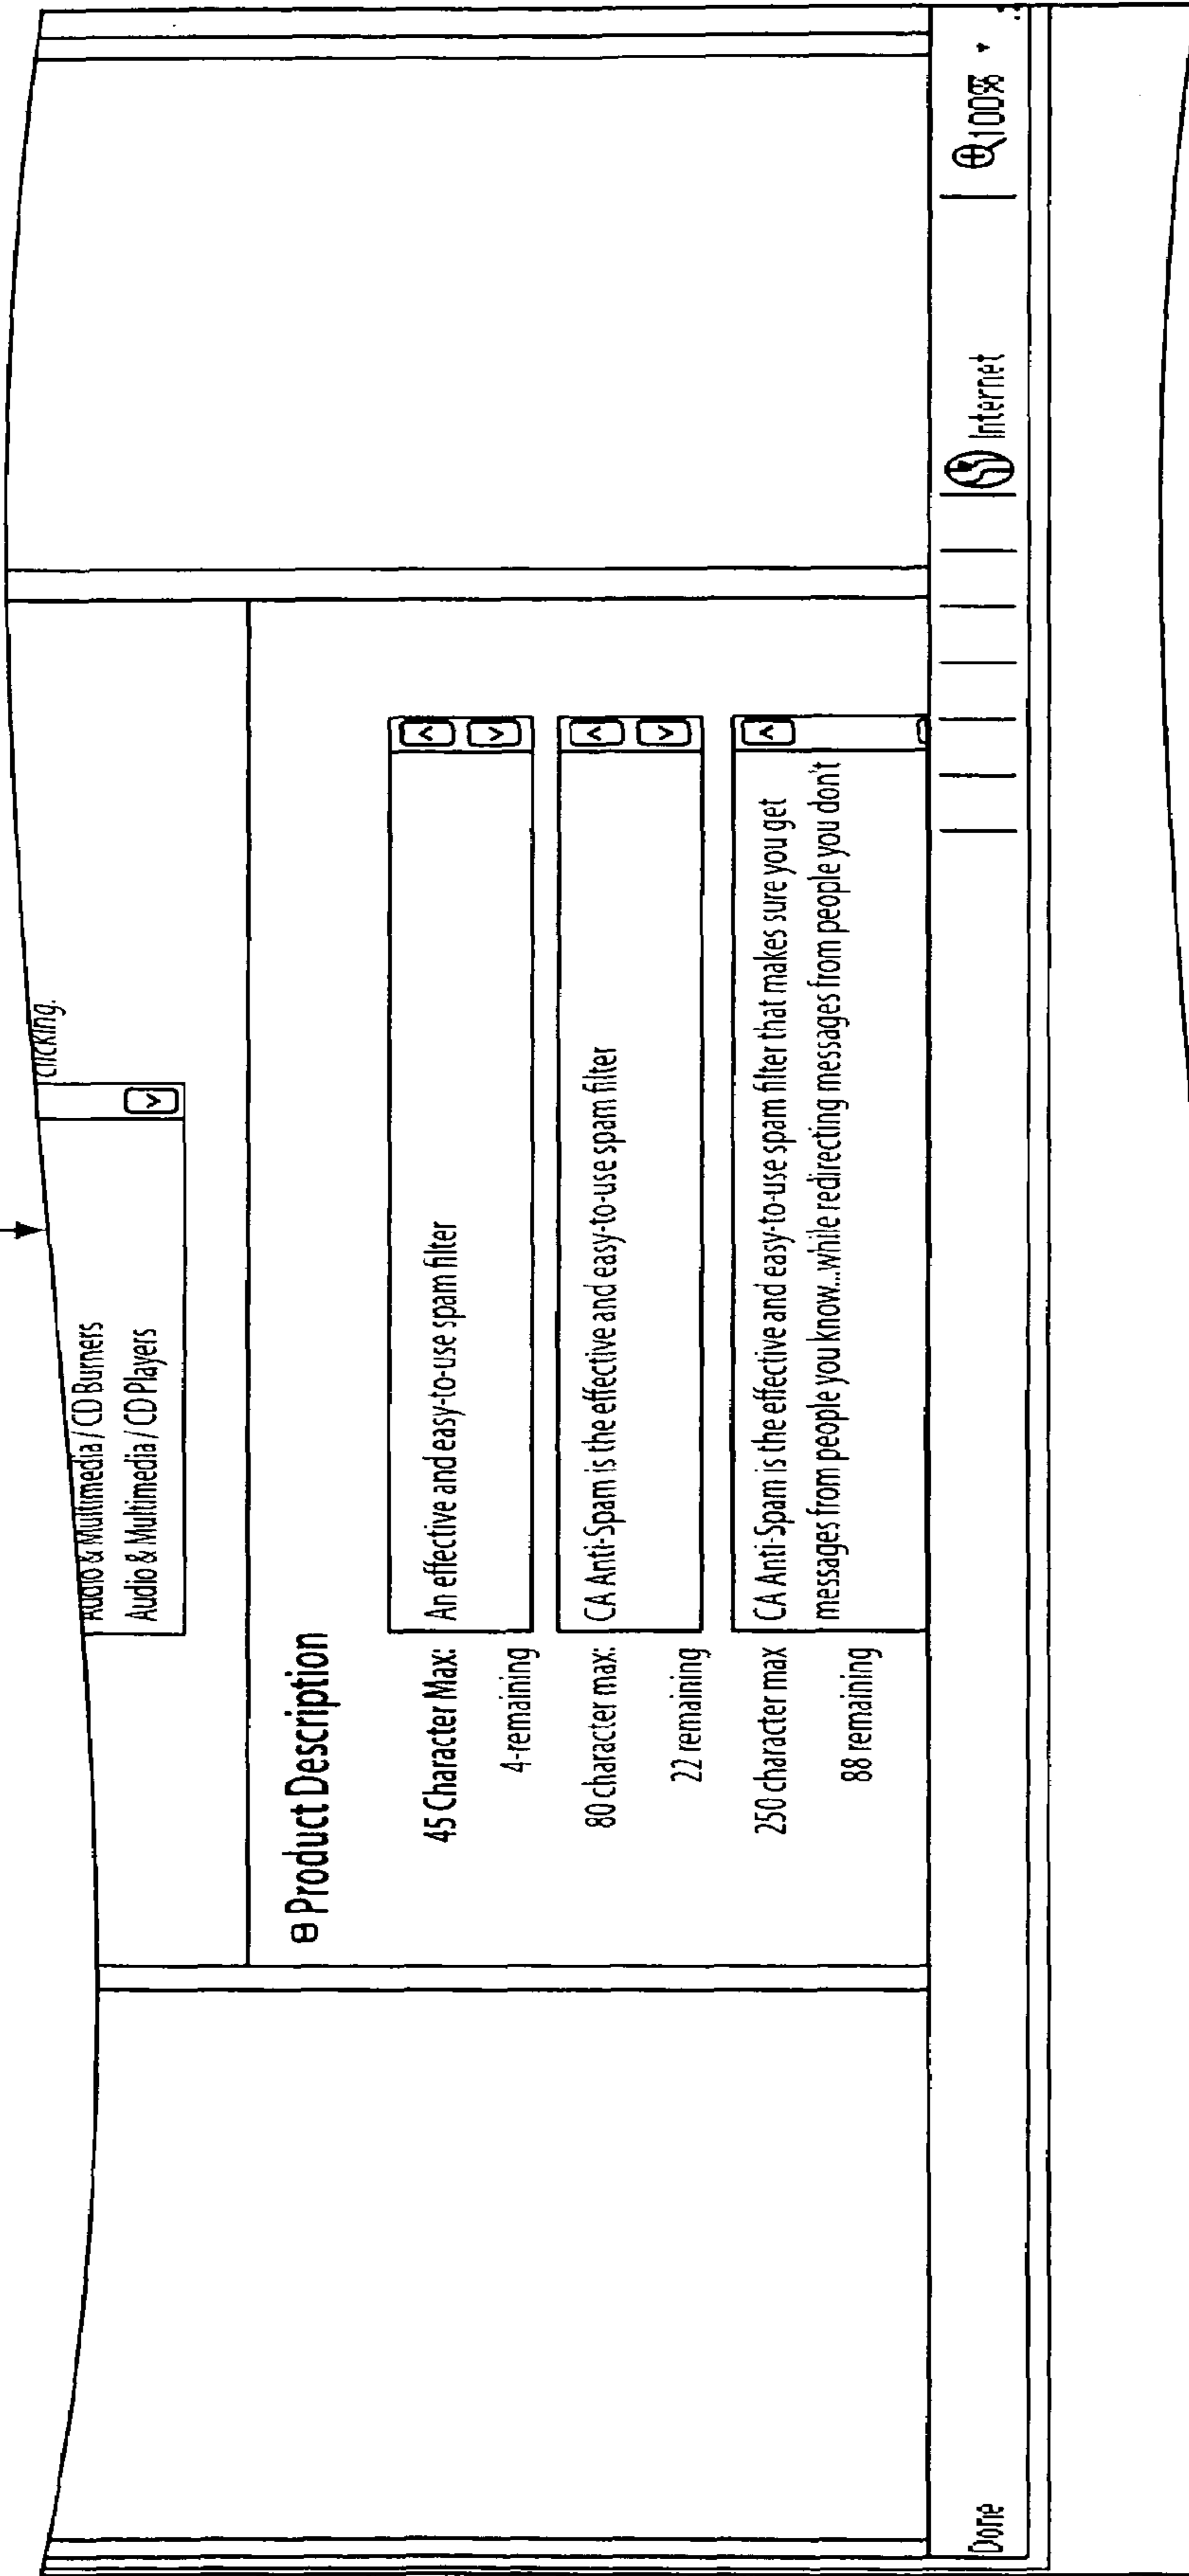 clicking.
Audio & Multimedia / CD Burners
Audio & Multimedia / CD Players
Product Description
45 Character Max:
An effective and easy-to-use spam filter
4-remaining
80 character max:
CA Anti-Spam is the effective and easy-to-use spam filter
22 remaining
250 character max
CA Anti-Spam is the effective and easy-to-use spam filter that makes sure you get
messages from people you know...while redirecting messages from people you don't
88 remaining
Done
Internet
100%